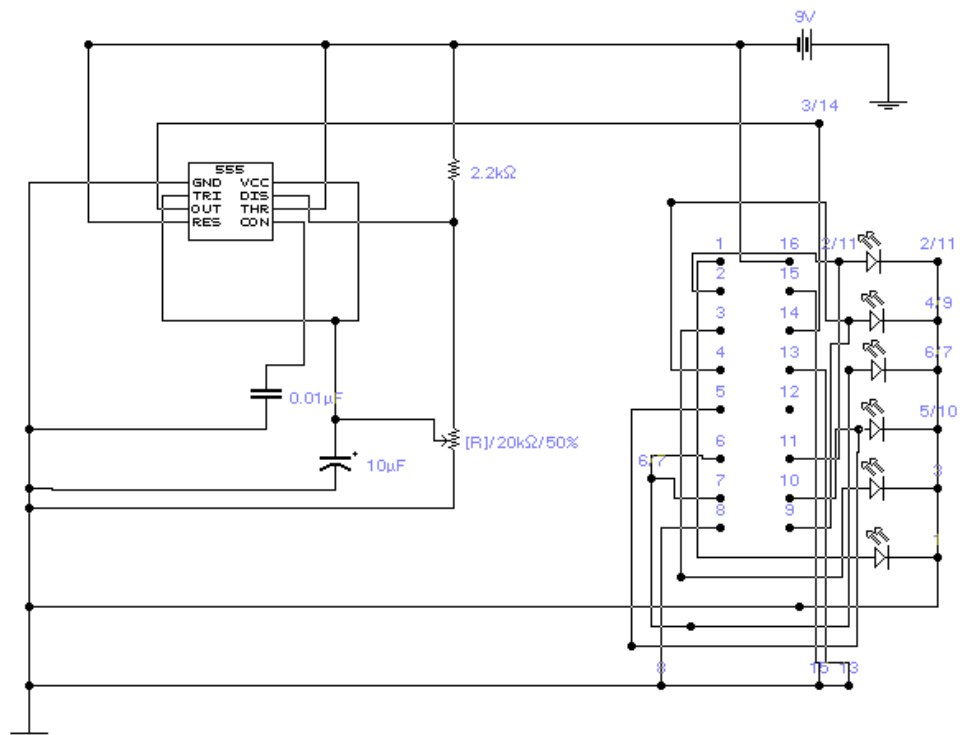 9V
3/14
555
GND VCC
TRI DIS
OUT THR
RES CON
2.2kΩ
1 16 2/11 2/11
2 15
3 14 4/9
4 13 6/7
0.01µF
5 12 5/10
[R]/20kΩ/50%
10µF
6 11
6/7
7 10 3
8 9
1
8 15 13